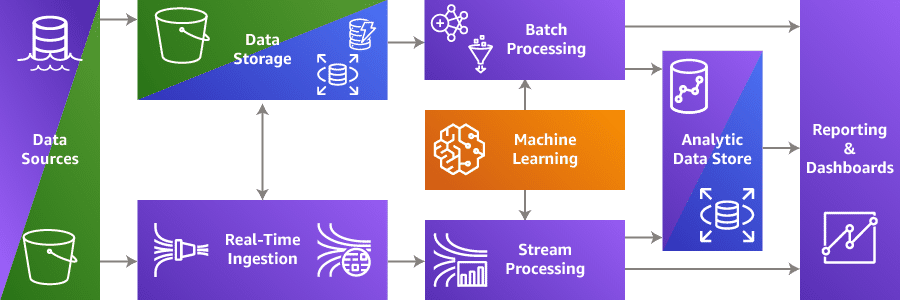 Data
Sources
Data
Storage
Real-Time
Ingestion
Batch
Processing
Machine
Learning
Stream
Processing
Analytic
Data Store
Reporting
&
Dashboards